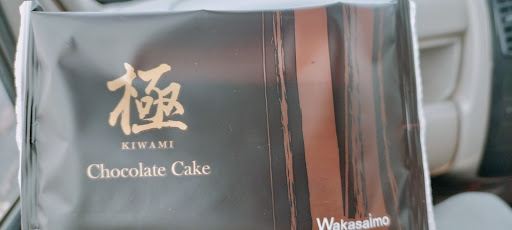 極
KIWAMI
Chocolate Cake
Wakasaimo